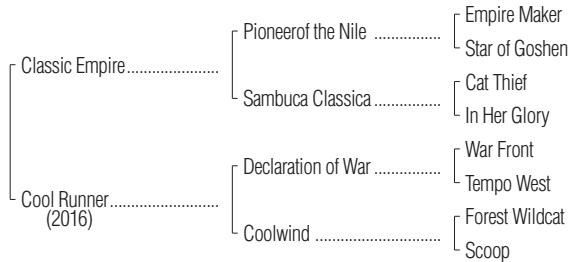 Empire Maker
Pioneerof the Nile ................
Star of Goshen
Classic Empire......................
Cat Thief
Sambuca Classica ................
In Her Glory
War Front
Declaration of War ................
Tempo West
Cool Runner..........................
(2016)
Forest Wildcat
Coolwind ..............................
Scoop